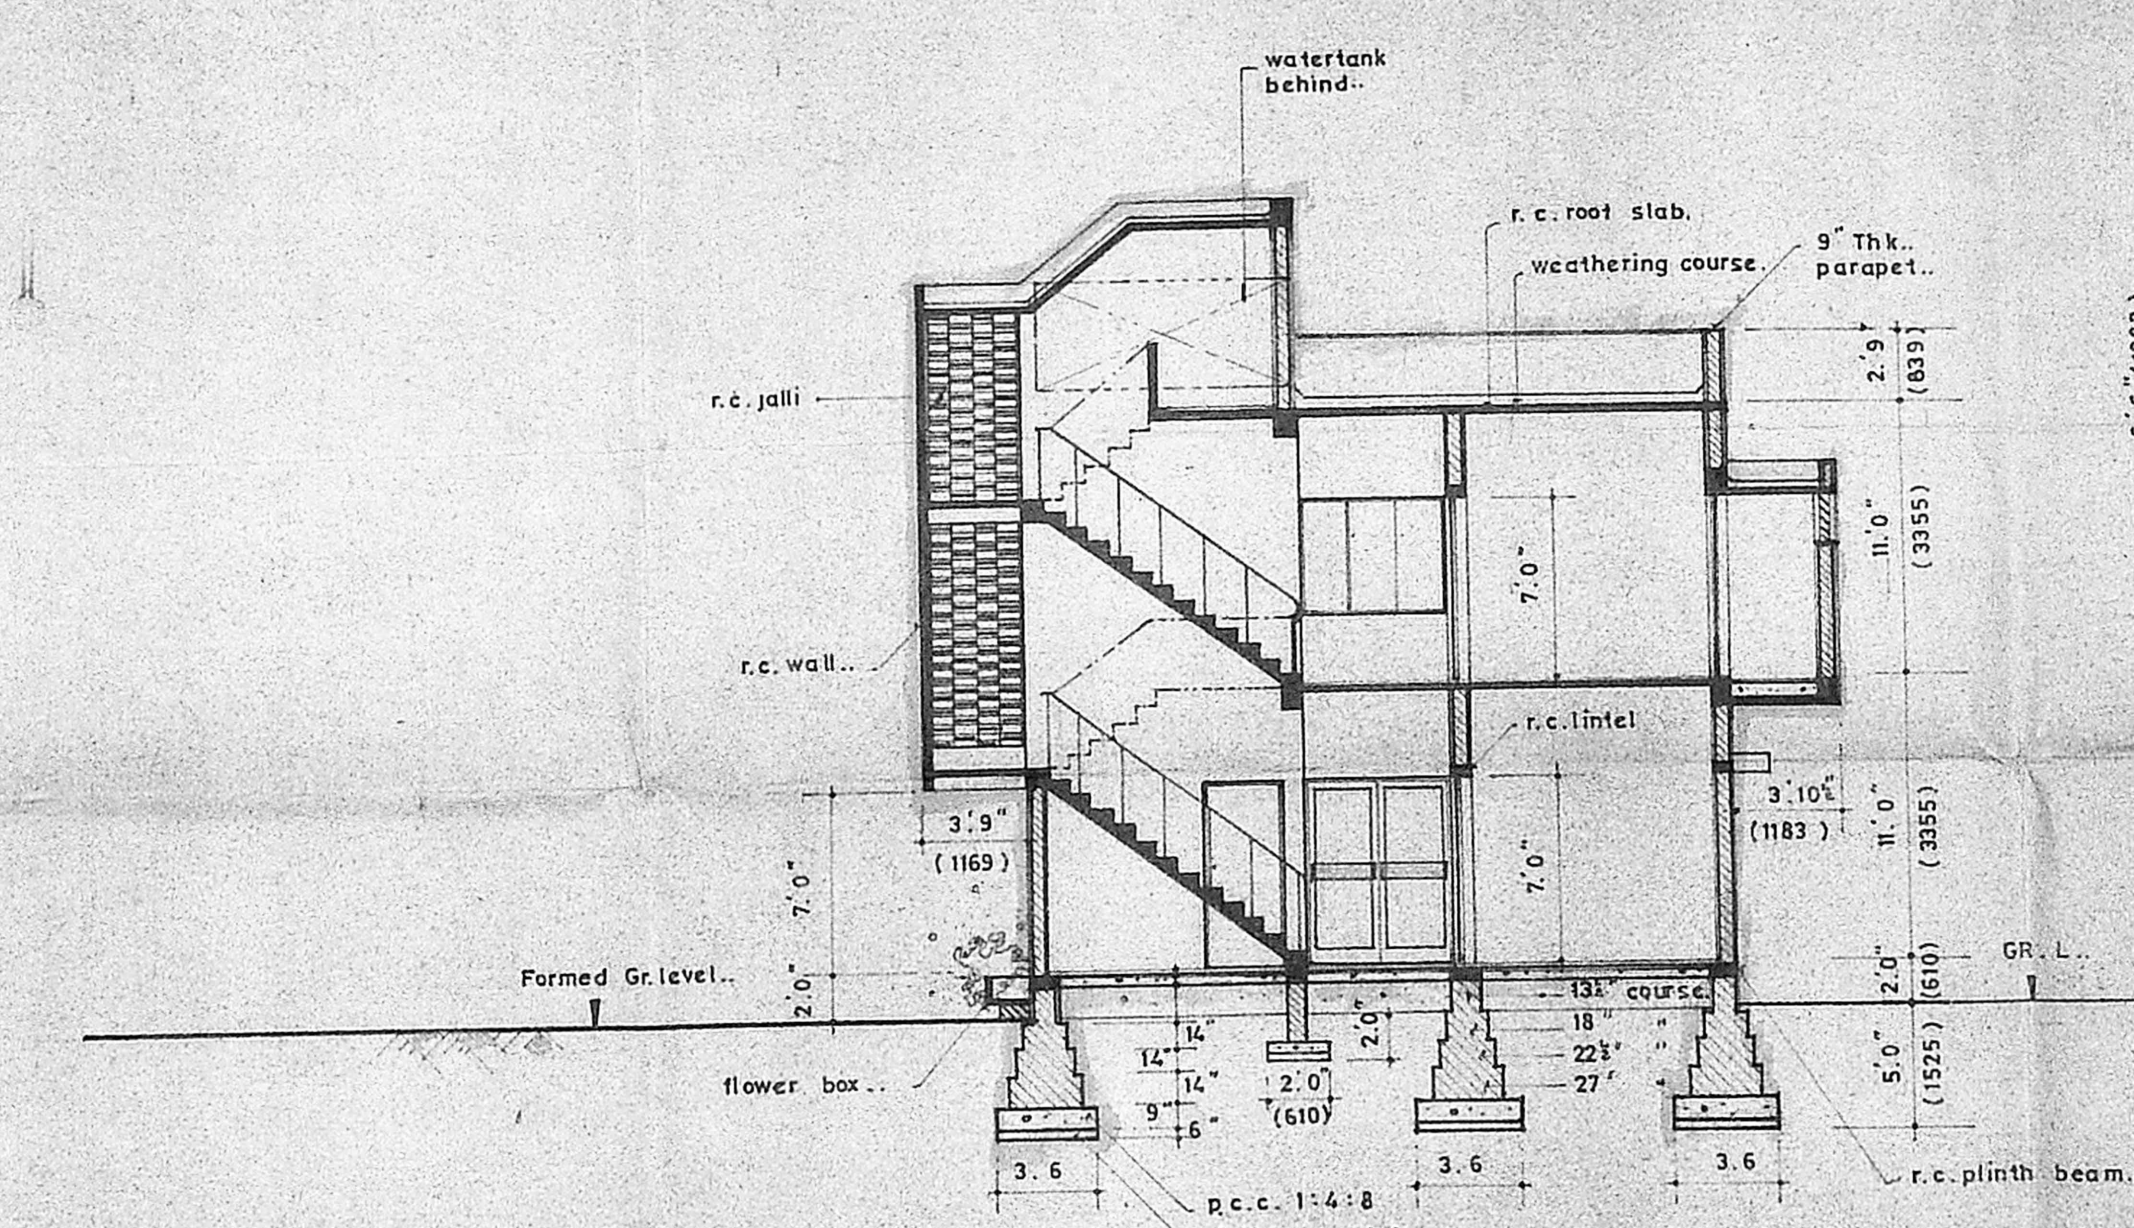 watertank
behind..
r.c. roof slab.
weathering course.
9" Thk..
parapet..
2'.9"
(839)
r.c. jalli
11'.0"
(3355)
7'.0"
r.c. wall..
r.c. lintel
3'.9"
(1169)
3'.10½"
(1183)
11'.0"
(3355)
7'.0"
7'.0"
Formed Gr. level..
2'.0"
2'.0"
(610)
GR. L..
13½" course.
18 " "
22½" "
27" "
14"
14"
14"
9"
6"
2'.0"
2'.0"
(610)
5'.0"
(1525)
flower box..
3.6
3.6
3.6
p.c.c. 1:4:8
r.c. plinth beam.